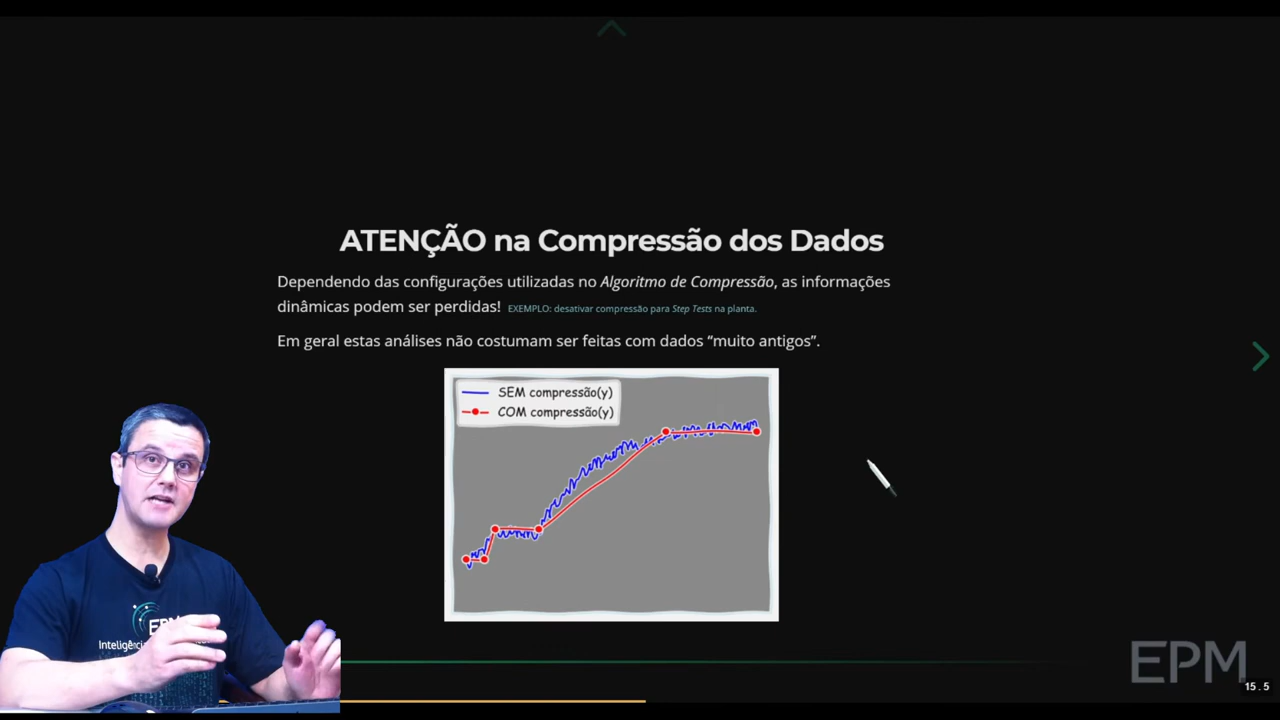 ATENÇÃO na Compressão dos Dados
Dependendo das configurações utilizadas no Algoritmo de Compressão, as informações
dinâmicas podem ser perdidas! EXEMPLO: desativar compressão para Step Tests na planta.
Em geral estas análises não costumam ser feitas com dados “muito antigos”.
SEM compressão(y)
COM compressão(y)
EPM
15.5